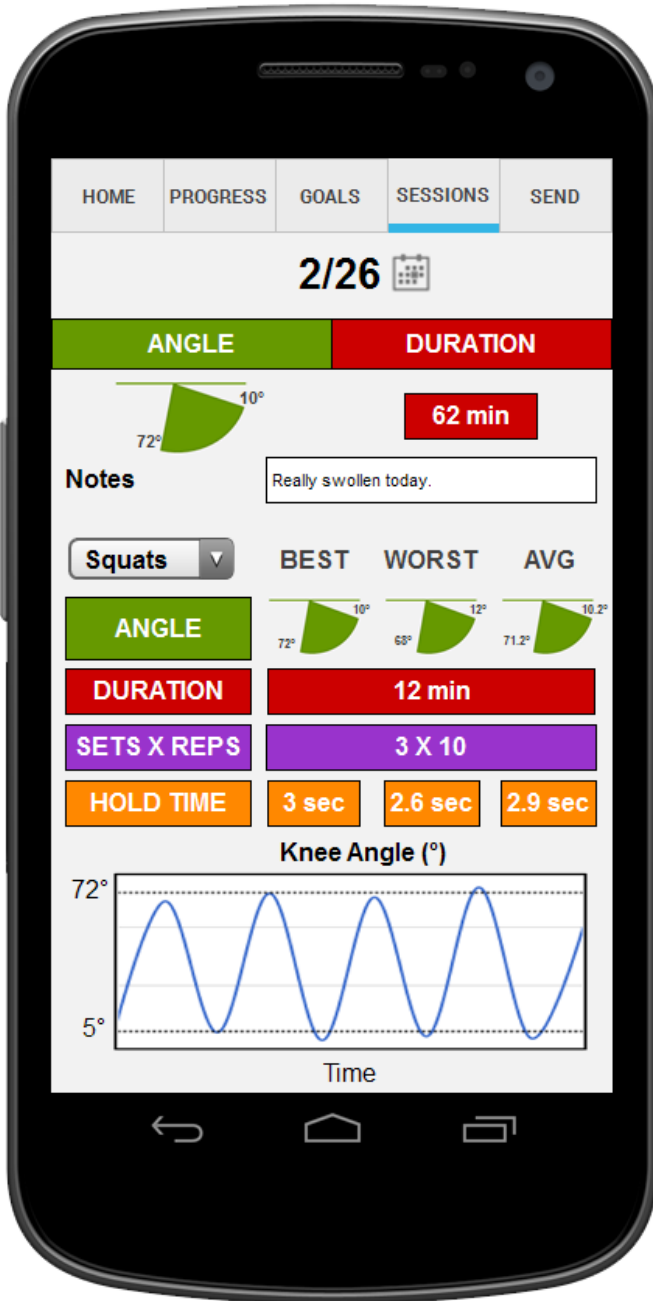 HOME PROGRESS GOALS SESSIONS SEND
2/26
ANGLE DURATION
10°
72°
62 min
Notes Really swollen today.
Squats BEST WORST AVG
ANGLE 10° 12° 10.2°
72° 68° 71.2°
DURATION 12 min
SETS X REPS 3 X 10
HOLD TIME 3 sec 2.6 sec 2.9 sec
Knee Angle (°)
72°
5°
Time